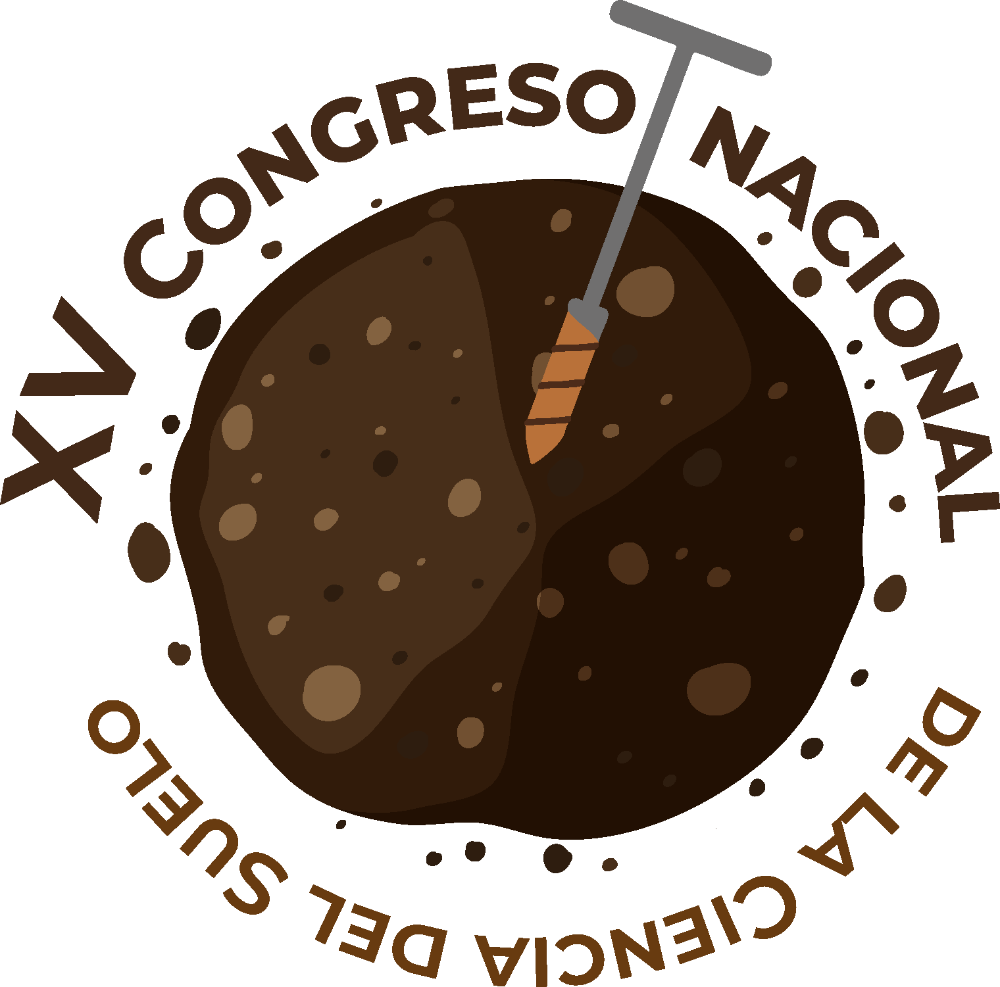 XV CONGRESO NACIONAL
DE LA CIENCIA DEL SUELO